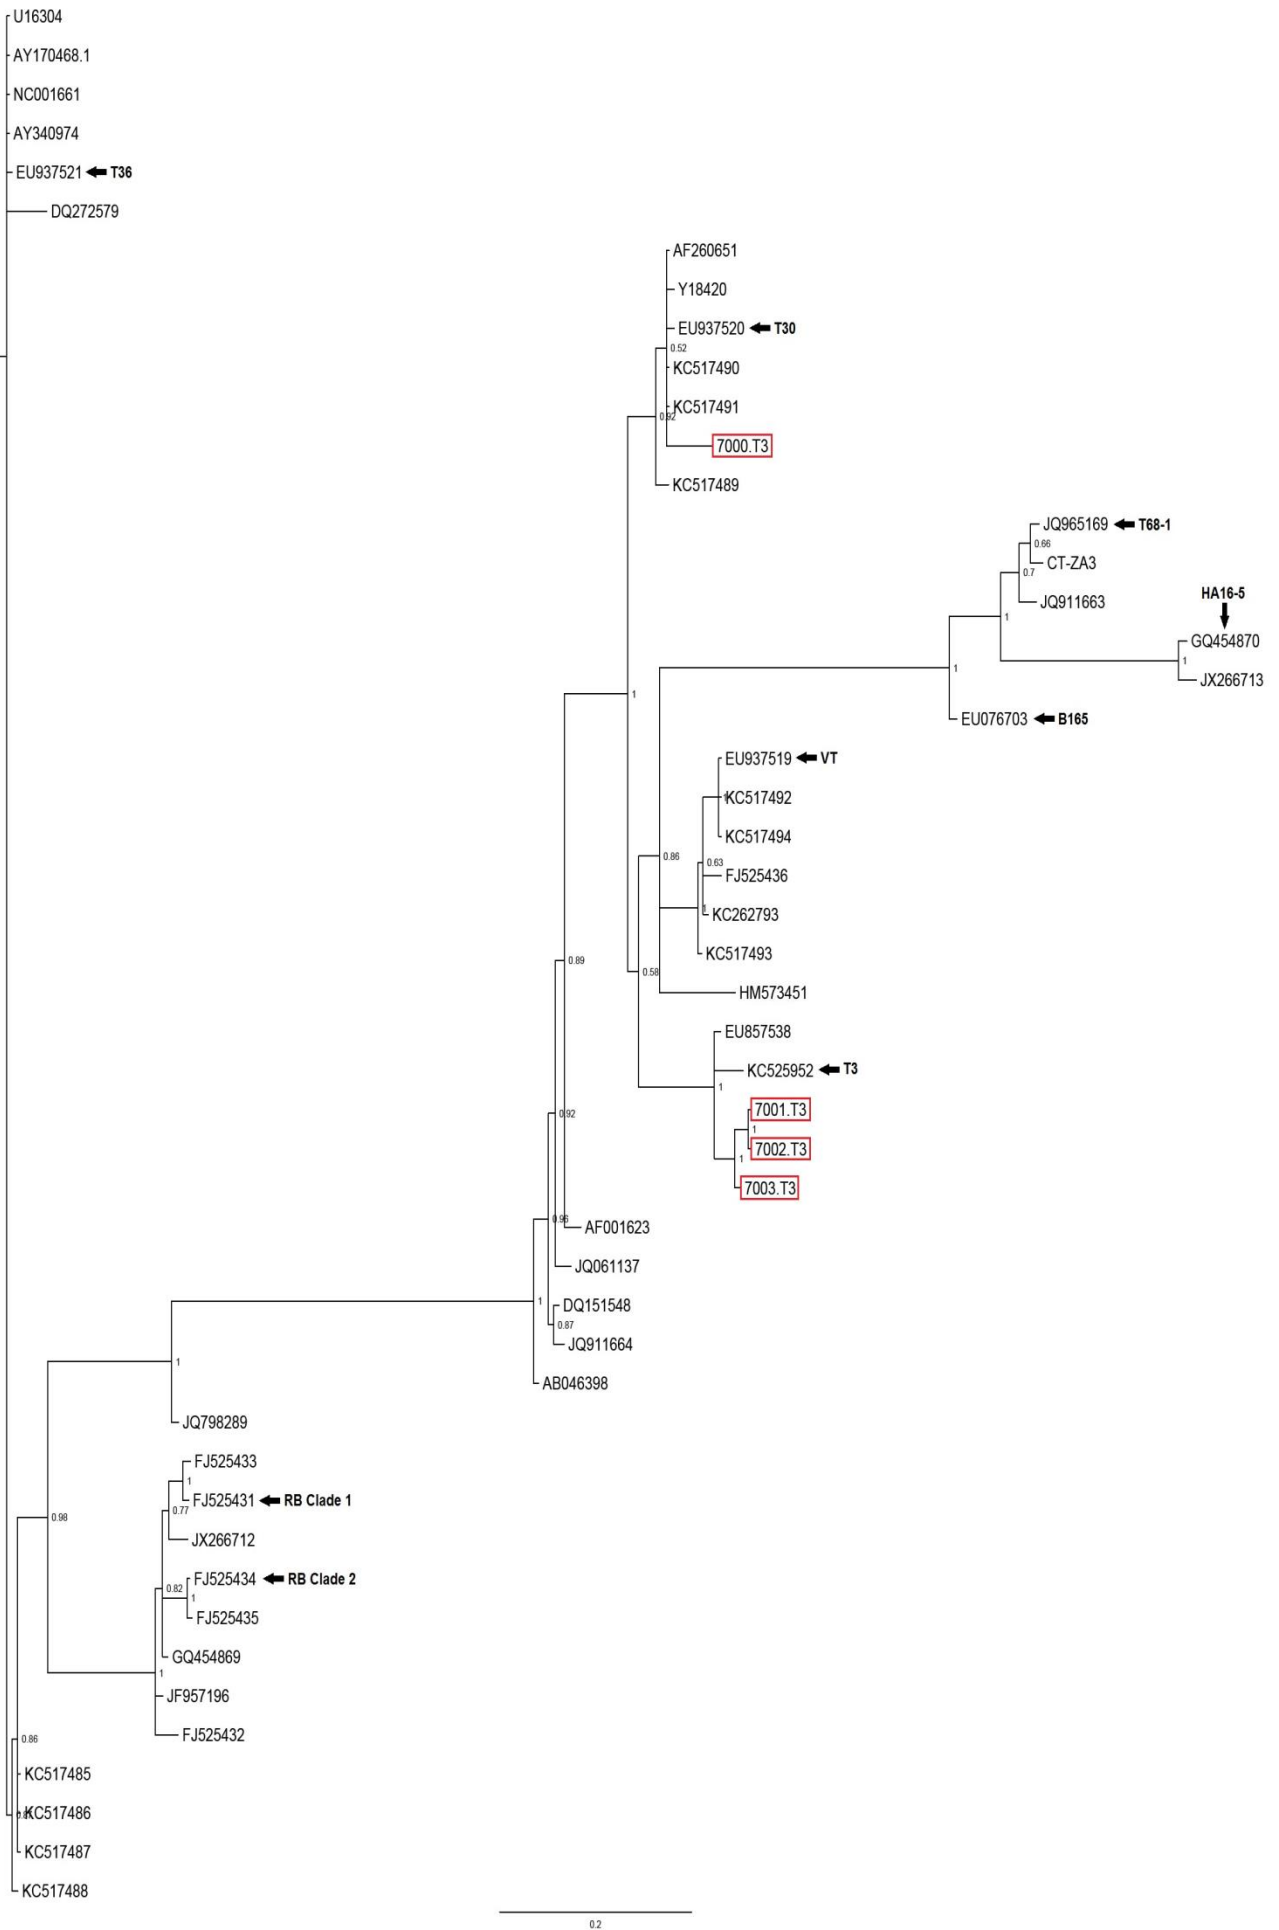 U16304
AY170468.1
NC001661
AY340974
EU937521 T36
DQ272579
AF260651
Y18420
EU937520 T30
0.52
KC517490
KC517491
0.92
7000.T3
KC517489
JQ965169 T68-1
0.66
CT-ZA3
0.7
JQ911663
HA16-5
1
GQ454870
1
JX266713
1
1
EU076703 B165
EU937519 VT
KC517492
KC517494
0.86
0.63
FJ525436
1
KC262793
KC517493
0.89
0.58
HM573451
EU857538
KC525952 T3
1
0.92
7001.T3
1
7002.T3
1
7003.T3
0.96
AF001623
JQ061137
1
DQ151548
0.87
JQ911664
1
AB046398
JQ798289
FJ525433
1
FJ525431 RB Clade 1
0.77
0.98
JX266712
FJ525434 RB Clade 2
0.82
1
FJ525435
GQ454869
1
JF957196
FJ525432
0.86
KC517485
KC517486
KC517487
KC517488
0.2